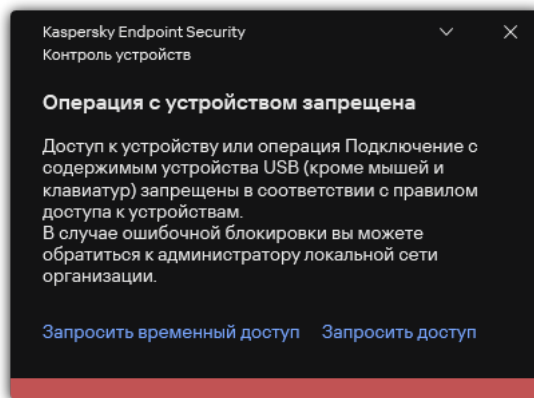 Kaspersky Endpoint Security
Контроль устройств
Операция с устройством запрещена
Доступ к устройству или операция Подключение с
содержимым устройства USB (кроме мышей и
клавиатур) запрещены в соответствии с правилом
доступа к устройствам.
В случае ошибочной блокировки вы можете
обратиться к администратору локальной сети
организации.
Запросить временный доступ Запросить доступ